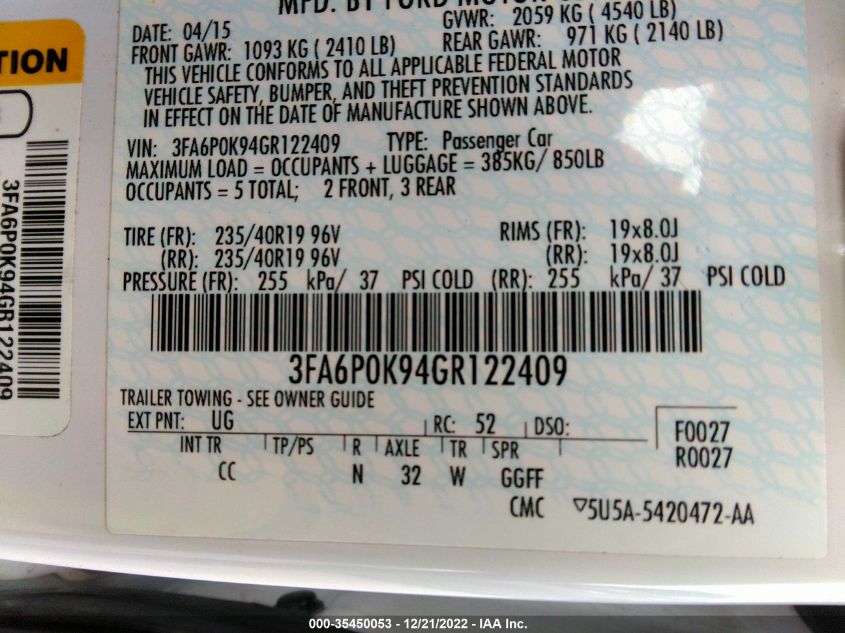 MFD. BY FORD MOTOR
DATE: 04/15
GVWR: 2059 KG ( 4540 LB)
FRONT GAWR: 1093 KG ( 2410 LB)
REAR GAWR: 971 KG ( 2140 LB)
THIS VEHICLE CONFORMS TO ALL APPLICABLE FEDERAL MOTOR
VEHICLE SAFETY, BUMPER, AND THEFT PREVENTION STANDARDS
IN EFFECT ON THE DATE OF MANUFACTURE SHOWN ABOVE.
VIN: 3FA6P0K94GR122409 TYPE: Passenger Car
MAXIMUM LOAD = OCCUPANTS + LUGGAGE = 385KG/ 850LB
OCCUPANTS = 5 TOTAL; 2 FRONT, 3 REAR
TIRE (FR): 235/40R19 96V RIMS (FR): 19x8.0J
(RR): 235/40R19 96V (RR): 19x8.0J
PRESSURE (FR): 255 kPa/ 37 PSI COLD (RR): 255 kPa/ 37 PSI COLD
3FA6P0K94GR122409
TRAILER TOWING - SEE OWNER GUIDE
EXT PNT: UG RC: 52 DSO:
F0027
R0027
INT TR TP/PS R AXLE TR SPR
CC N 32 W GGFF
CMC ▽5U5A-5420472-AA
TION
3FA6P0K94GR122409
000-35450053 - 12/21/2022 - IAA Inc.